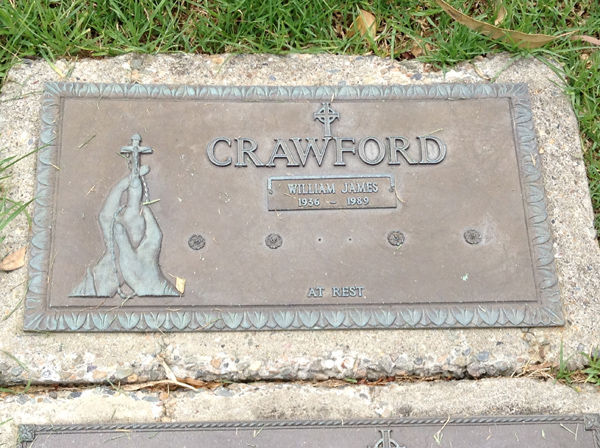 CRAWFORD
WILLIAM JAMES
1936 – 1989
AT REST